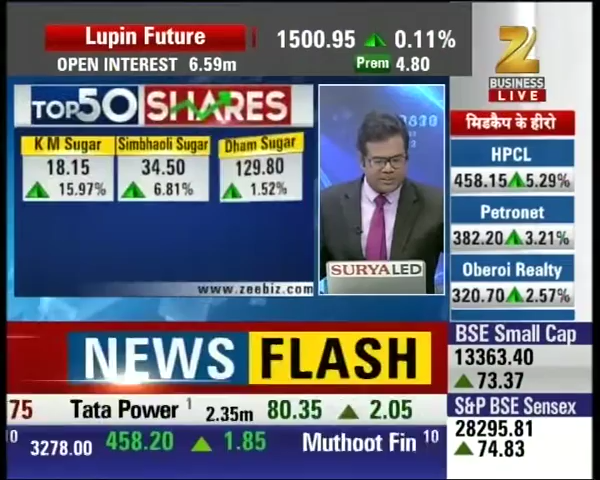 Lupin Future
1500.95 0.11%
OPEN INTEREST 6.59m
Prem 4.80
Z
BUSINESS
LIVE
TOP 50 SHARES
K M Sugar
18.15
15.97%
Simbhaoli Sugar
34.50
6.81%
Dham Sugar
129.80
1.52%
www.zeebiz.com
SURYA LED
मिडकैप के हीरो
HPCL
458.15 5.29%
Petronet
382.20 3.21%
Oberoi Realty
320.70 2.57%
NEWS FLASH
BSE Small Cap
13363.40
73.37
S&P BSE Sensex
28295.81
74.83
75 Tata Power 1 2.35m 80.35 2.05
10 3278.00 458.20 1.85 Muthoot Fin 10